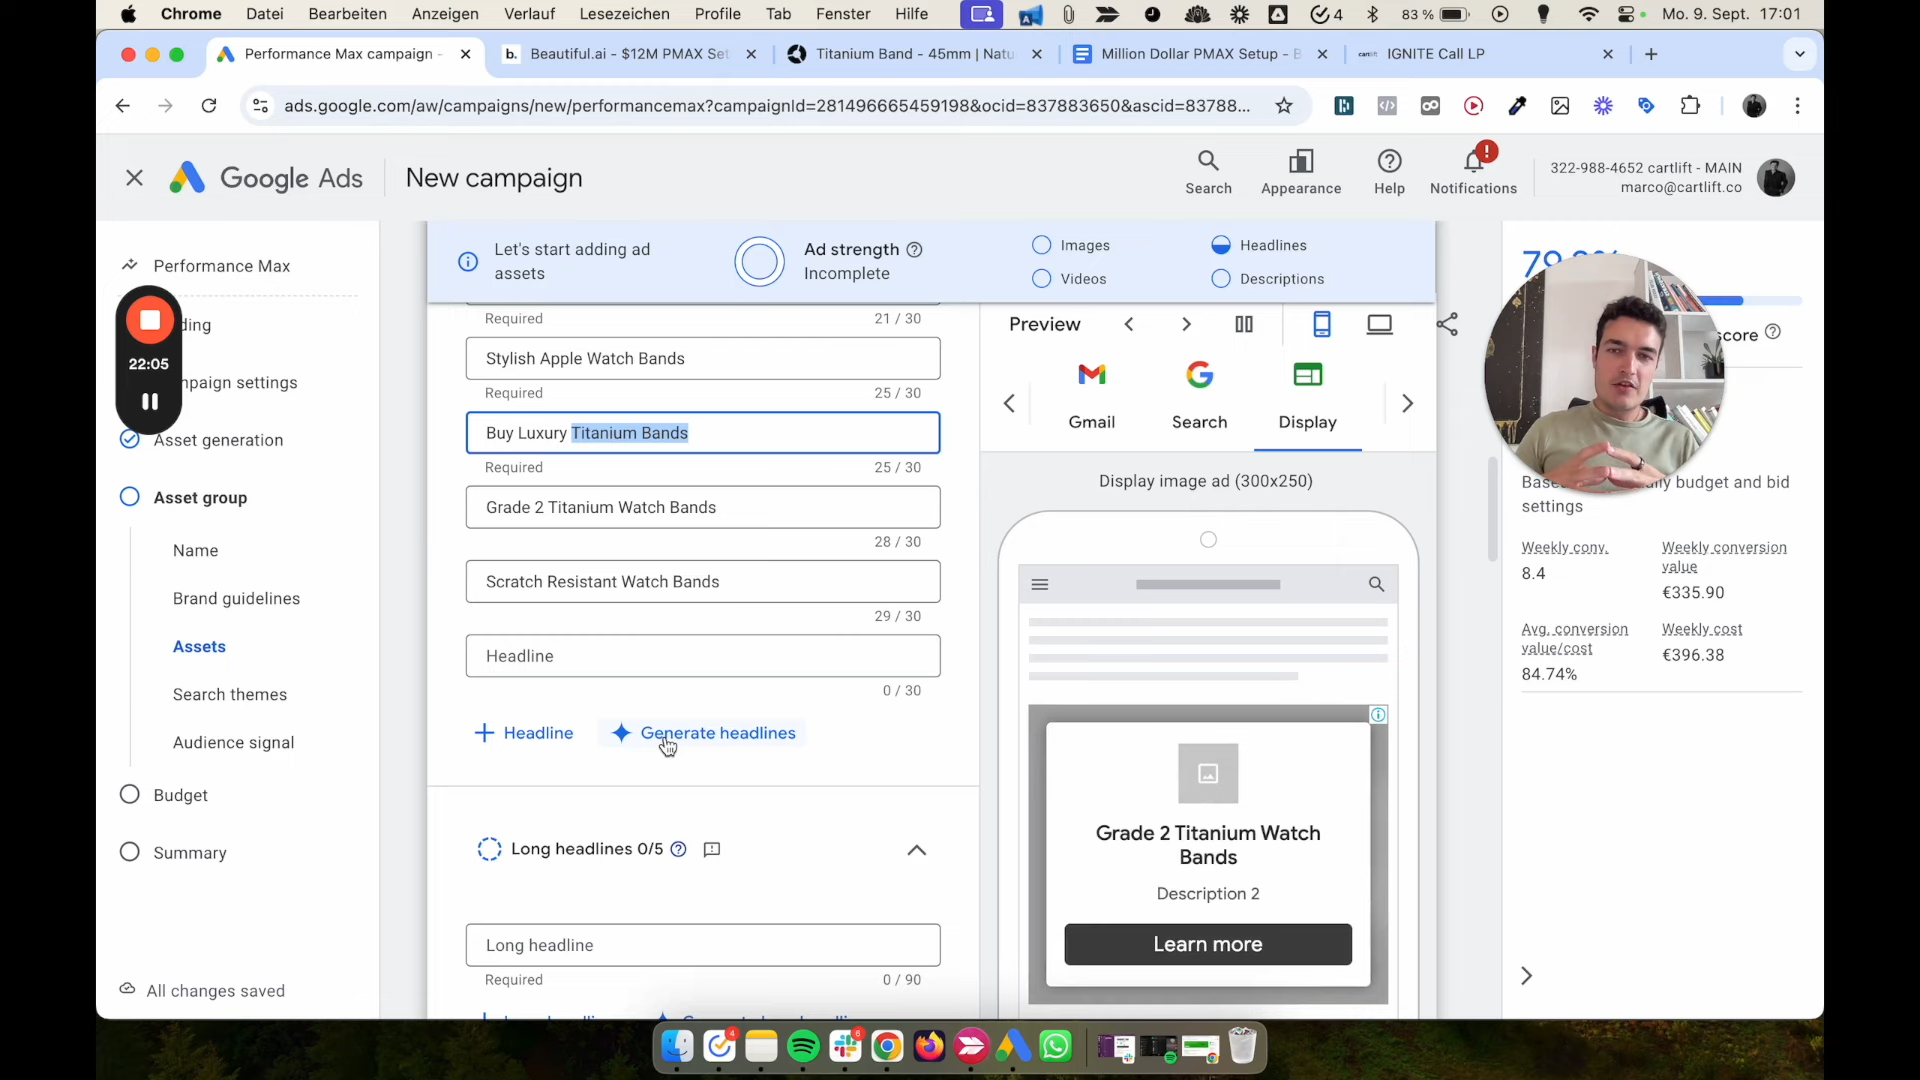 Chrome Datei Bearbeiten Anzeigen Verlauf Lesezeichen Profile Tab Fenster Hilfe 4 83 % Mo. 9. Sept. 17:01
Performance Max campaign - Beautiful.ai - $12M PMAX Set Titanium Band - 45mm | Natu Million Dollar PMAX Setup - B cartlift IGNITE Call LP
ads.google.com/aw/campaigns/new/performancemax?campaignId=281496665459198&ocid=837883650&ascid=83788...
Google Ads New campaign
Search Appearance Help Notifications
322-988-4652 cartlift - MAIN
marco@cartlift.co
Performance Max
ding
22:05
mpaign settings
Asset generation
Asset group
Name
Brand guidelines
Assets
Search themes
Audience signal
Budget
Summary
All changes saved
Let's start adding ad
assets
Ad strength
Incomplete
Images
Headlines
Videos
Descriptions
Required 21 / 30
Stylish Apple Watch Bands
Required 25 / 30
Buy Luxury Titanium Bands
Required 25 / 30
Grade 2 Titanium Watch Bands
28 / 30
Scratch Resistant Watch Bands
29 / 30
Headline
0 / 30
Headline Generate headlines
Long headlines 0/5
Long headline
Required 0 / 90
Preview
Gmail Search Display
Display image ad (300x250)
Grade 2 Titanium Watch
Bands
Description 2
Learn more
score
settings
Weekly conv.
8.4
Weekly conversion
value
€335.90
Avg. conversion
value/cost
84.74%
Weekly cost
€396.38
4
6